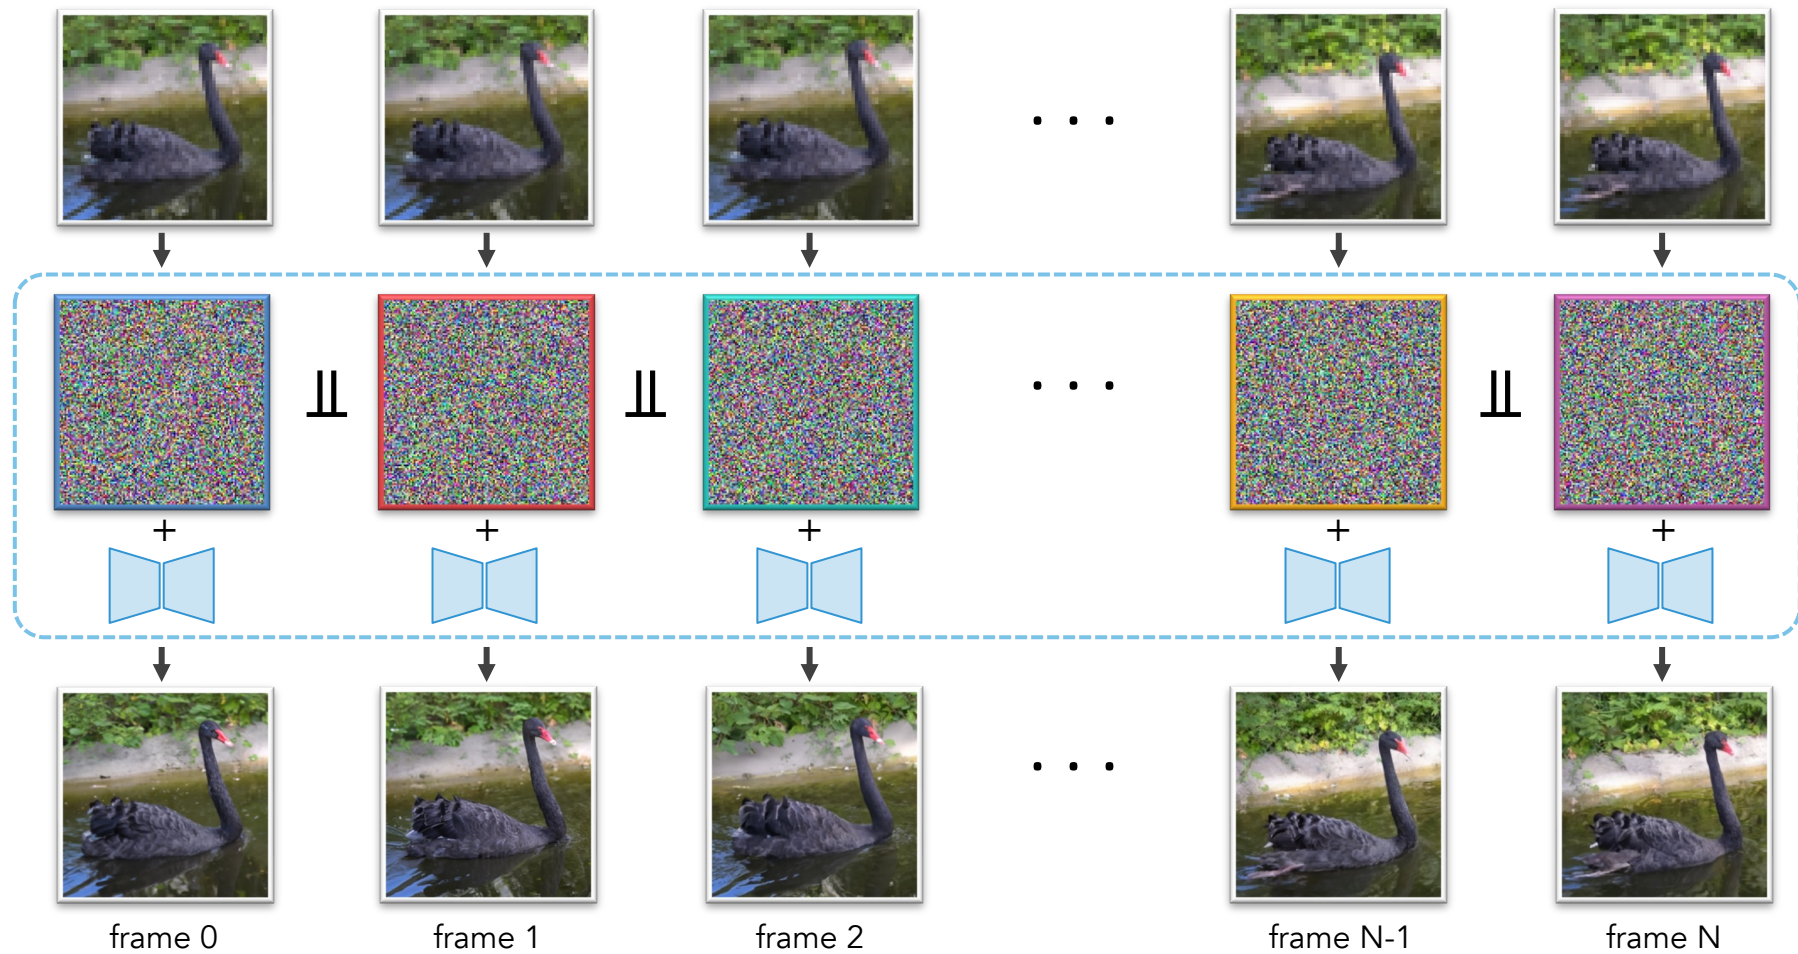 . . .
⫫ ⫫ . . . ⫫
+ + + + +
. . .
frame 0 frame 1 frame 2 frame N-1 frame N